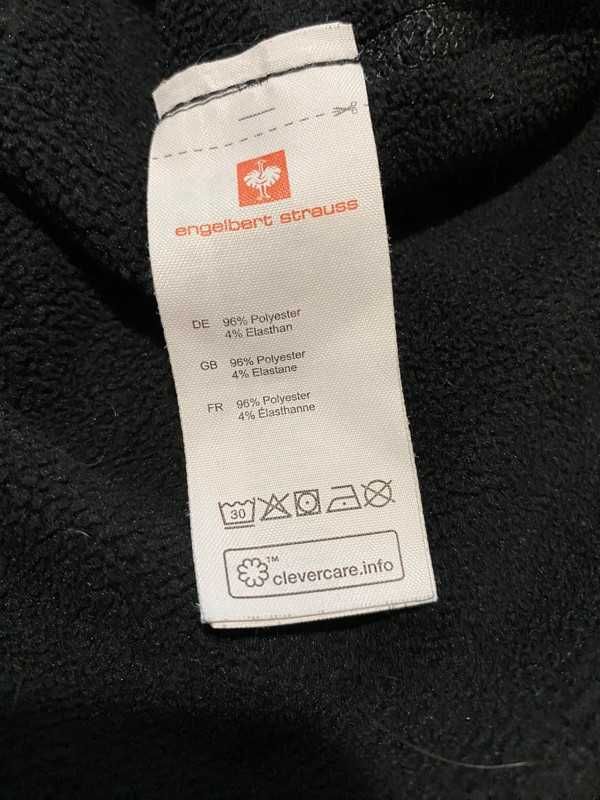 engelbert strauss
DE 96% Polyester
4% Elasthan
GB 96% Polyester
4% Elastane
FR 96% Polyester
4% Élasthanne
30
™
clevercare.info